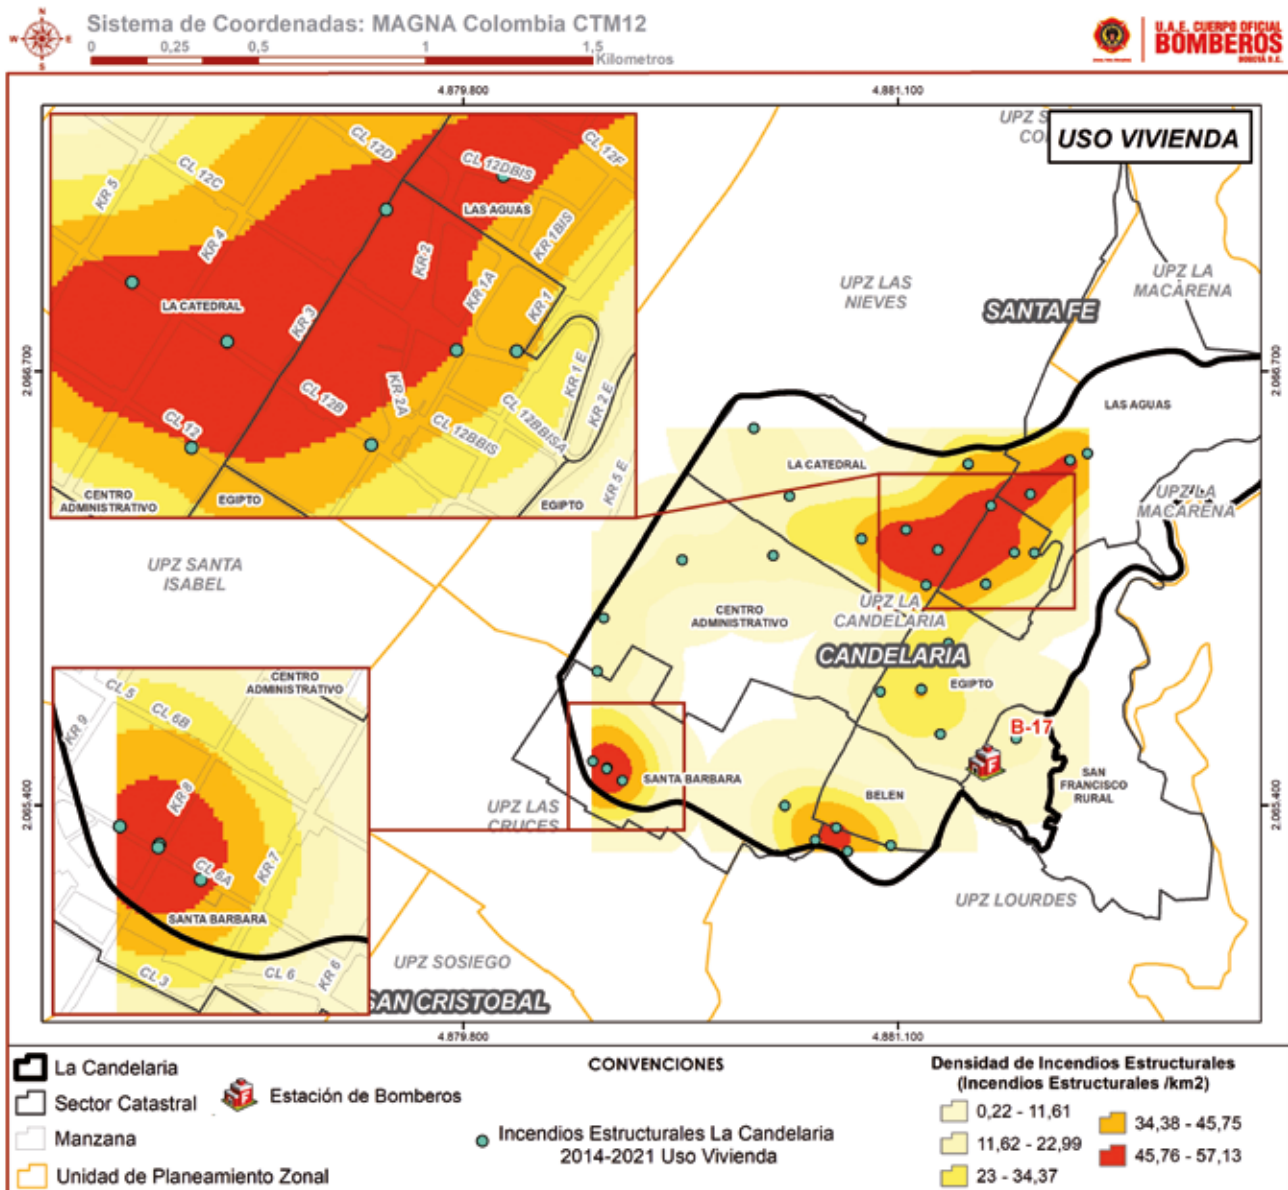 Sistema de Coordenadas: MAGNA Colombia CTM12
0 0,25 0,5 1 1,5
Kilometros
N
W E
S
U.A.E. CUERPO OFICIAL
BOMBEROS
BOGOTÁ D.C.
4.879.800
4.881.100
2.066.700
2.066.700
2.065.400
2.065.400
USO VIVIENDA
CL 12D
CL 12DBIS
CL 12F
CL 12C
KR 5
LAS AGUAS
KR 4
KR 2
KR 1BIS
KR 1A
KR 1
LA CATEDRAL
KR 3
KR 1 E
KR 2 E
CL 12B
KR 2A
CL 12
CL 12BBIS
CL 12BBISA
KR 5 E
CENTRO
ADMINISTRATIVO
EGIPTO
EGIPTO
UPZ LAS
NIEVES
UPZ LA
MACARENA
SANTA FE
LAS AGUAS
LA CATEDRAL
UPZ LA
MACARENA
UPZ SANTA
ISABEL
CENTRO
ADMINISTRATIVO
UPZ LA
CANDELARIA
CANDELARIA
EGIPTO
B-17
F
SAN
FRANCISCO
RURAL
SANTA BARBARA
BELEN
UPZ LAS
CRUCES
UPZ LOURDES
CENTRO
ADMINISTRATIVO
CL 5
CL 6B
KR 9
KR 8
CL 6A
KR 7
SANTA BARBARA
CL 3
CL 6
KR 6
UPZ SOSIEGO
SAN CRISTOBAL
4.879.800
4.881.100
CONVENCIONES
La Candelaria
Sector Catastral
Manzana
Unidad de Planeamiento Zonal
F
Estación de Bomberos
Incendios Estructurales La Candelaria
2014-2021 Uso Vivienda
Densidad de Incendios Estructurales
(Incendios Estructurales /km2)
0,22 - 11,61
11,62 - 22,99
23 - 34,37
34,38 - 45,75
45,76 - 57,13